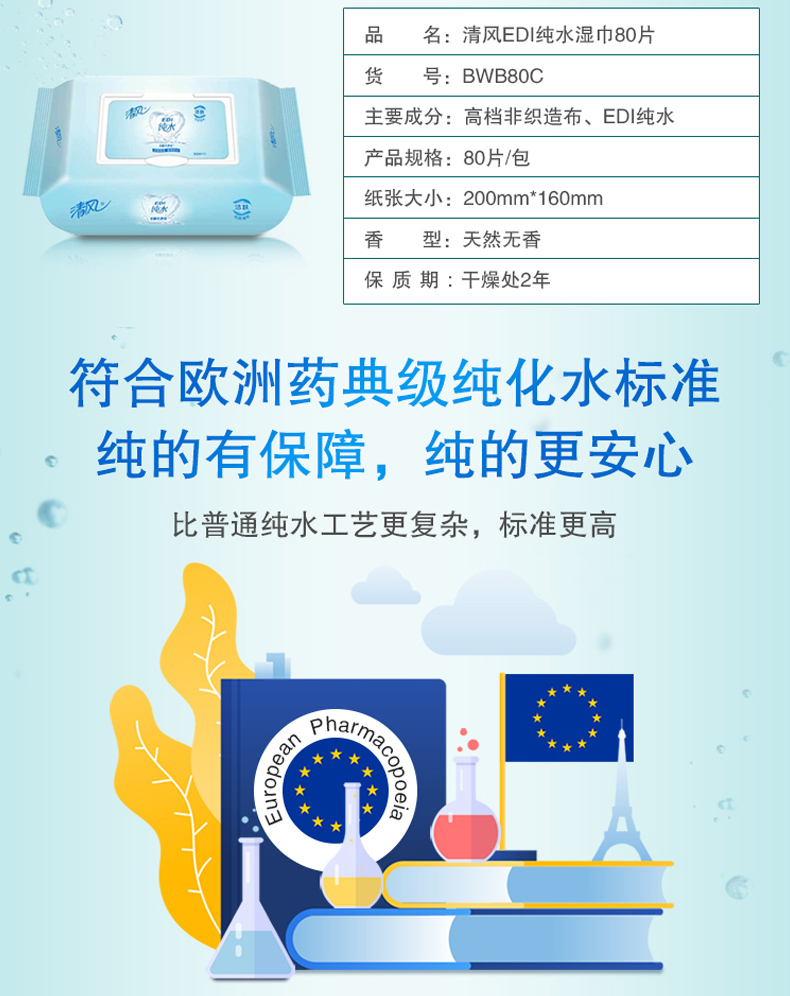 品 名：清风EDI纯水湿巾80片
货 号：BWB80C
主要成分：高档非织造布、EDI纯水
产品规格：80片/包
纸张大小：200mm*160mm
香 型：天然无香
保 质 期：干燥处2年
清风
EDI
纯水
清风
EDI
纯水
符合欧洲药典级纯化水标准
纯的有保障，纯的更安心
比普通纯水工艺更复杂，标准更高
European Pharmacopoeia